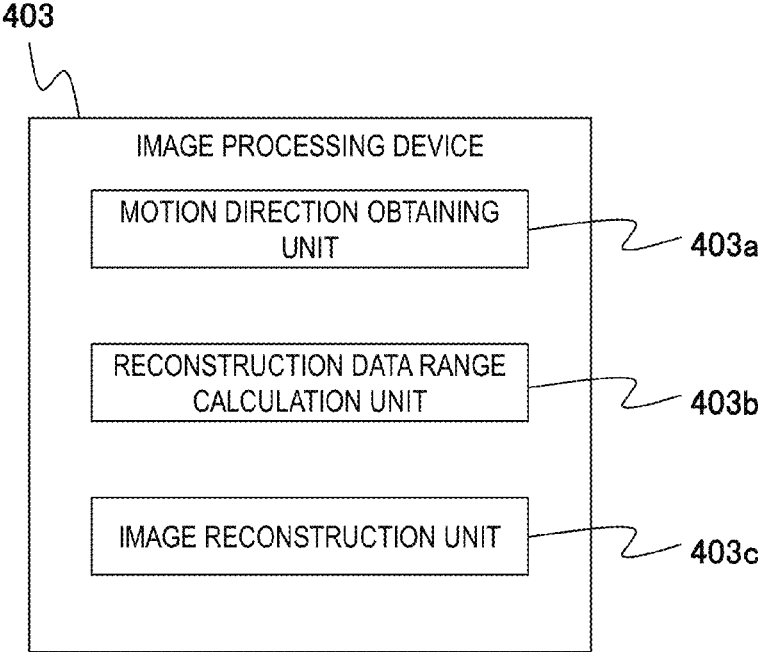 403
IMAGE PROCESSING DEVICE
MOTION DIRECTION OBTAINING
UNIT
403a
RECONSTRUCTION DATA RANGE
CALCULATION UNIT
403b
IMAGE RECONSTRUCTION UNIT
403c